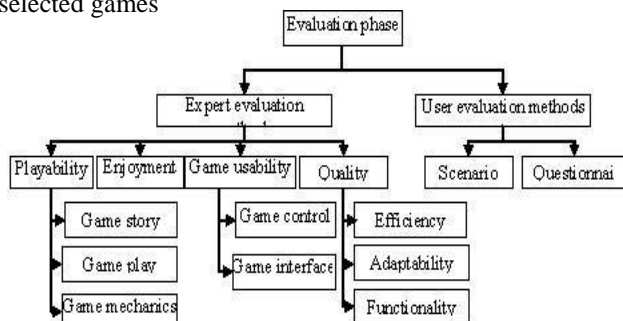 selected games
Evaluation phase
Expert evaluation
User evaluation methods
Playability
Enjoyment
Game usability
Quality
Scenario
Questionnai
Game story
Game control
Efficiency
Game play
Game interface
Adaptability
Game mechanics
Functionality